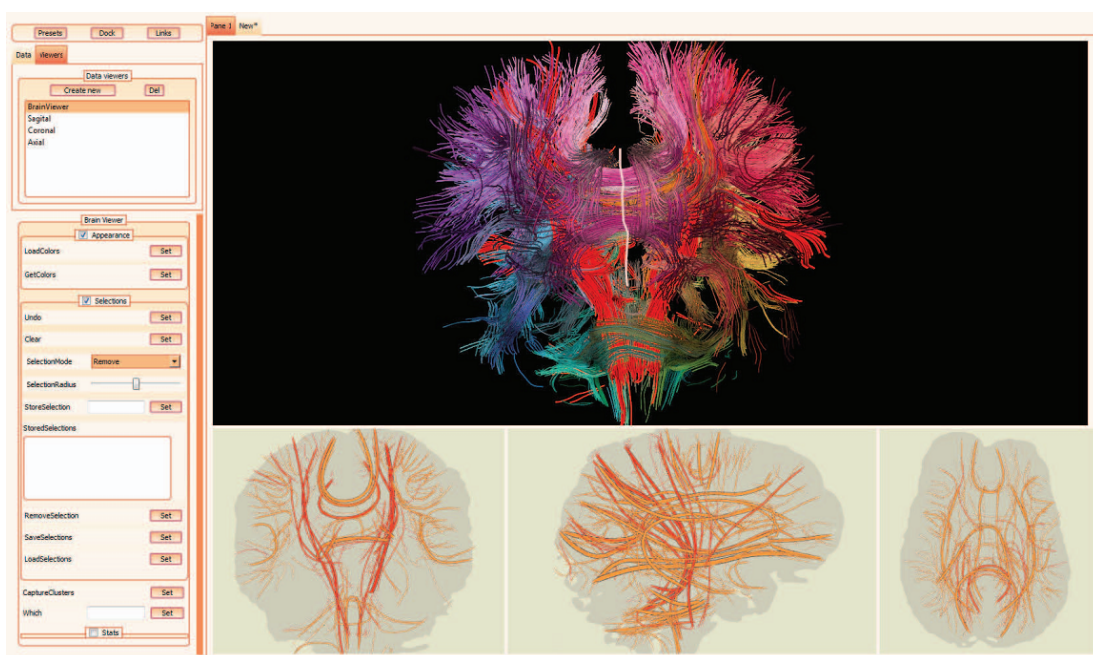 Presets Dock Links
Pane 1 New*
Data Viewers
Data viewers
Create new Del
BrainViewer
Segital
Coronal
Axial
Brain Viewer
Appearance
LoadColors Set
GetColors Set
Selections
Undo Set
Clear Set
SelectionMode Remove
SelectionRadius
StoreSelection Set
StoredSelections
RemoveSelection Set
SaveSelections Set
LoadSelections Set
CaptureClusters Set
Which Set
Stats